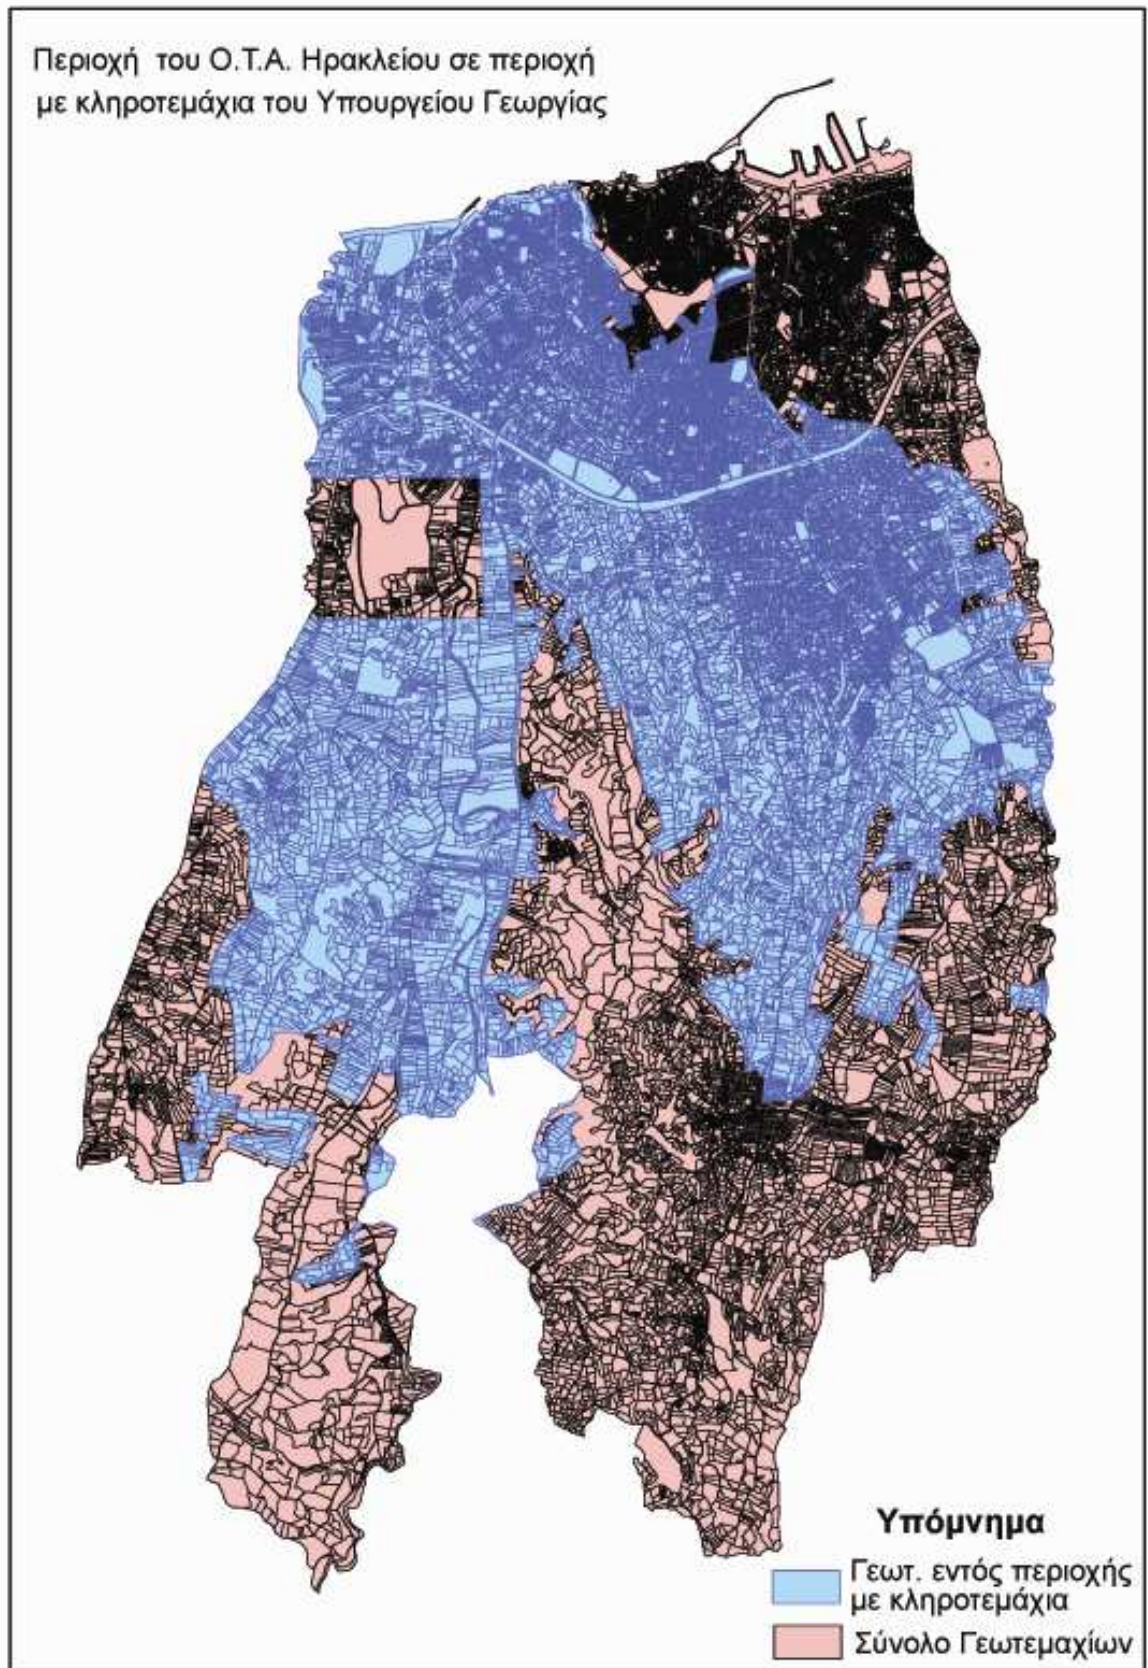 Περιοχή του Ο.Τ.Α. Ηρακλείου σε περιοχή
με κληροτεμάχια του Υπουργείου Γεωργίας
Υπόμνημα
Γεωτ. εντός περιοχής
με κληροτεμάχια
Σύνολο Γεωτεμαχίων